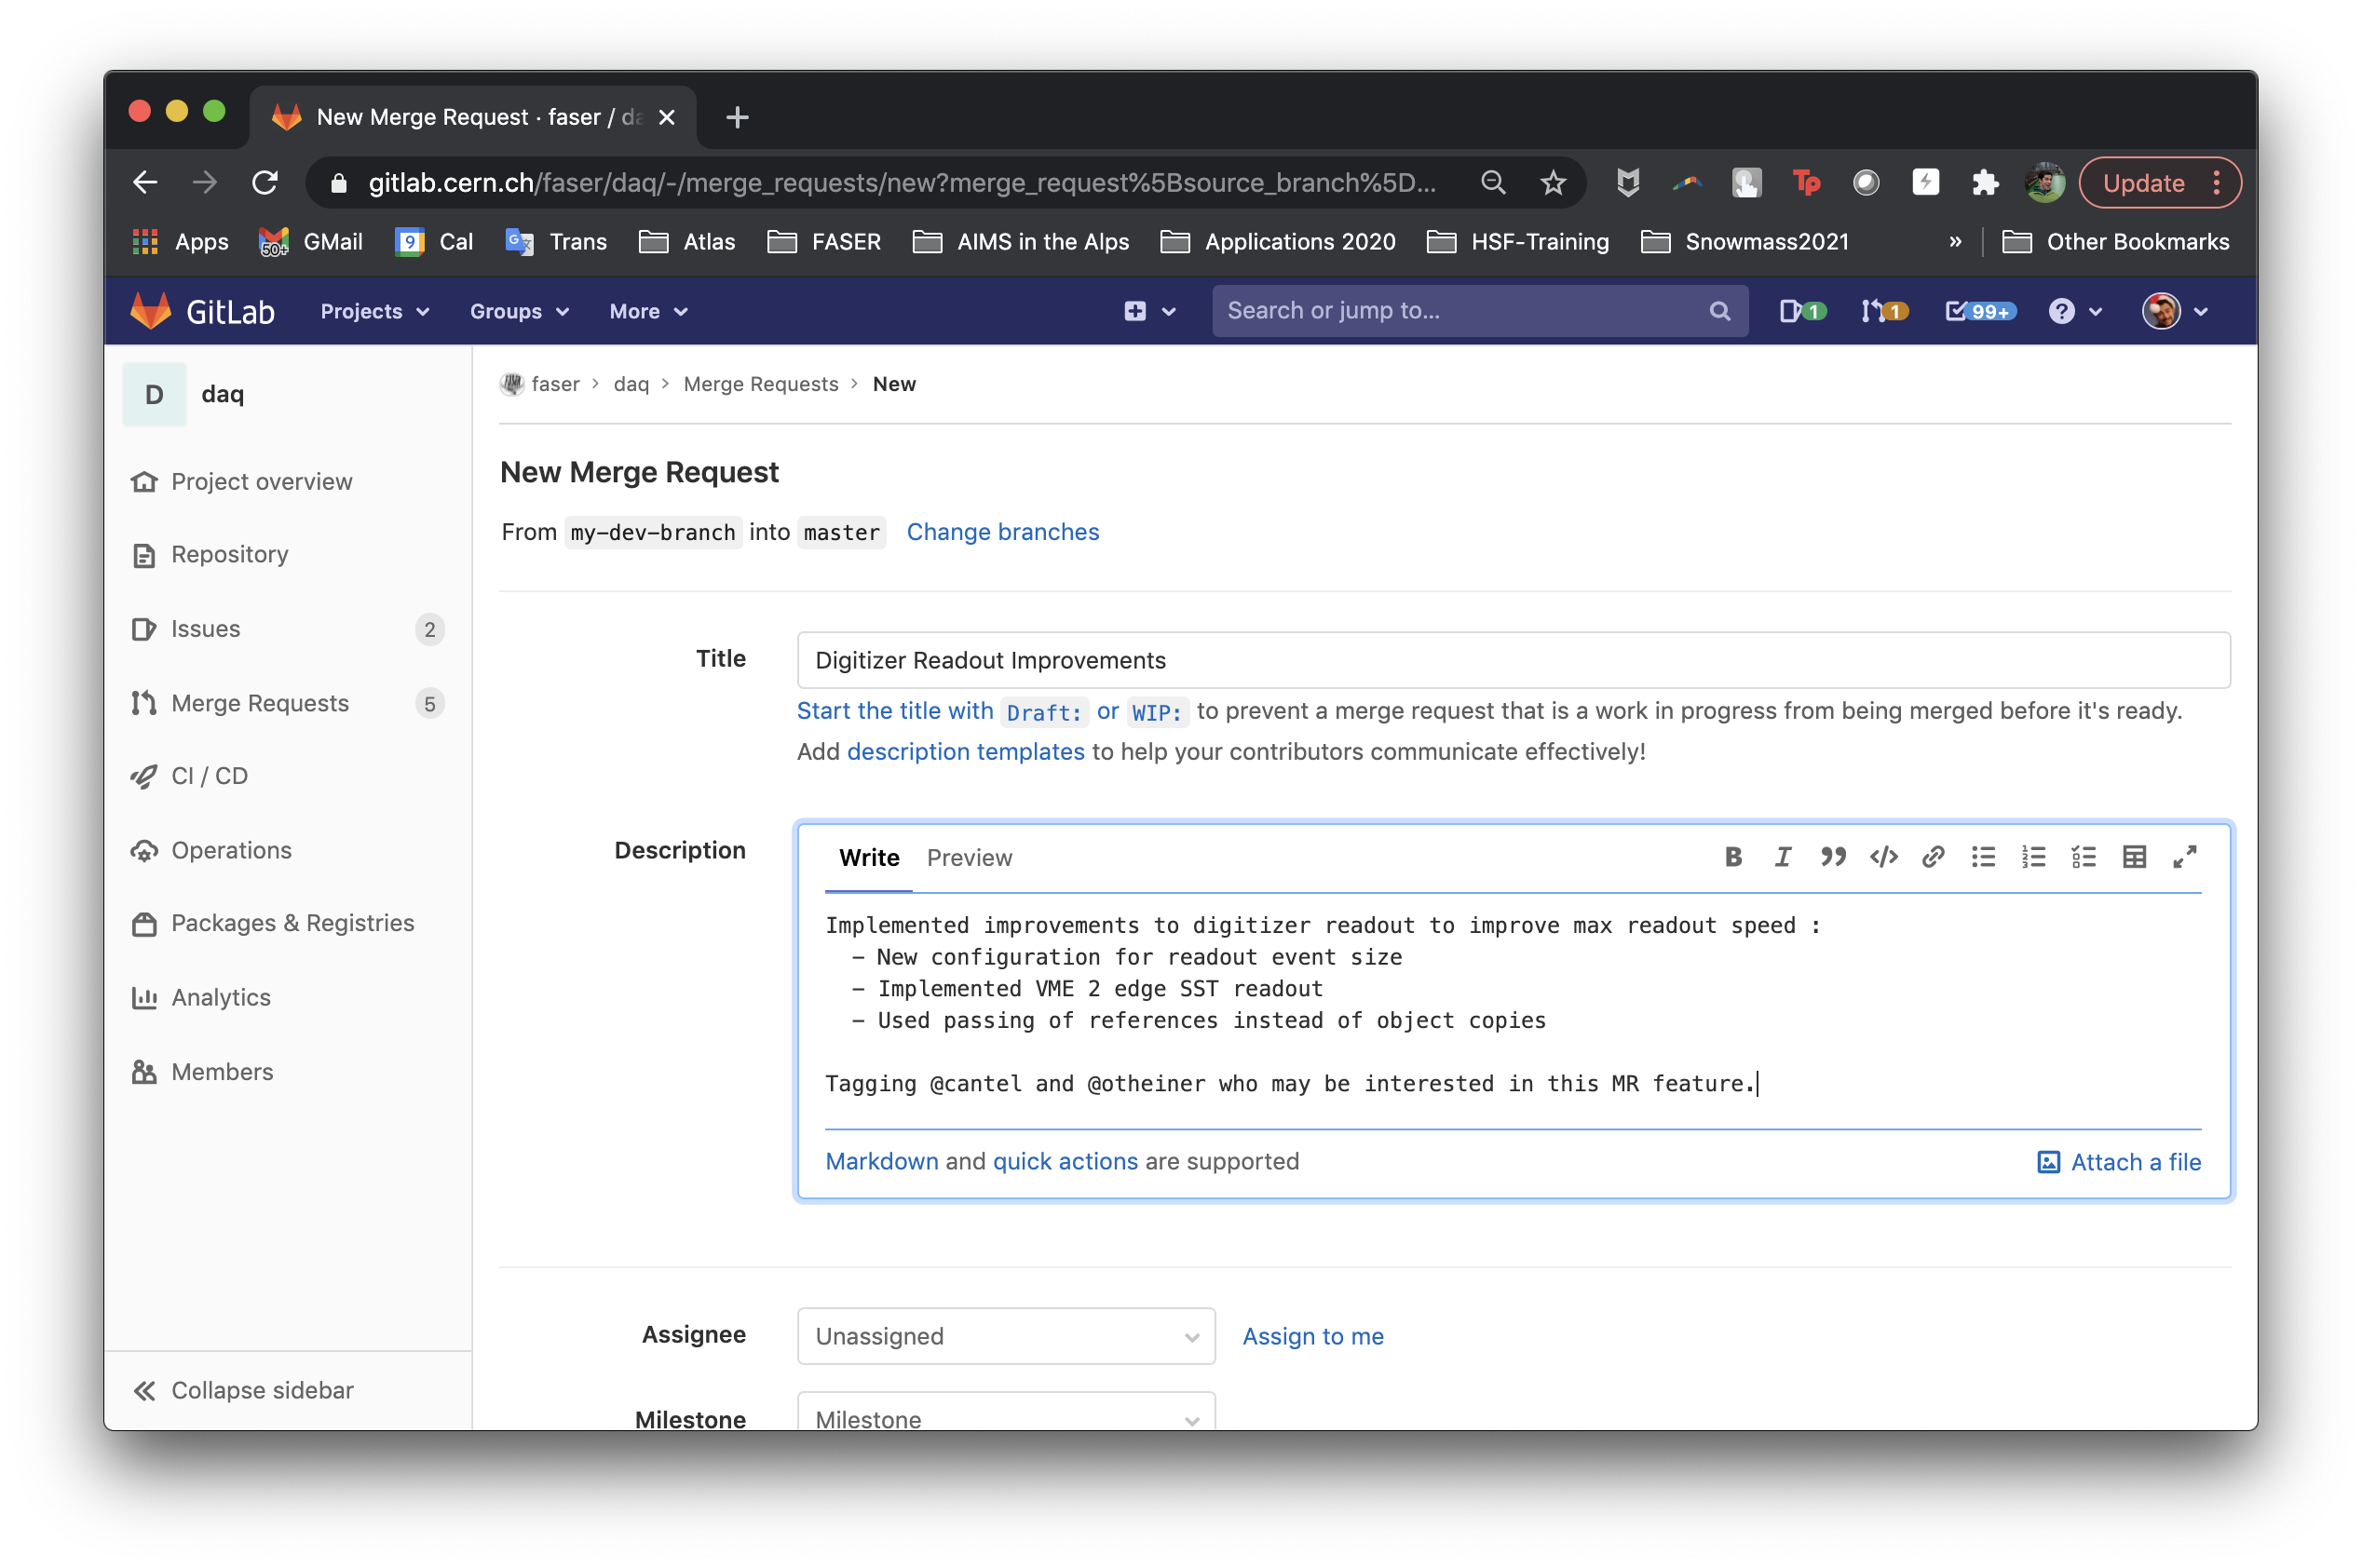 New Merge Request · faser / da
gitlab.cern.ch/faser/daq/-/merge_requests/new?merge_request%5Bsource_branch%5D...
Tp
Update
Apps
50+
GMail
9
Cal
Trans
Atlas
FASER
AIMS in the Alps
Applications 2020
HSF-Training
Snowmass2021
»
Other Bookmarks
GitLab
Projects
Groups
More
Search or jump to...
1
1
99+
?
D
daq
Project overview
Repository
Issues
2
Merge Requests
5
CI / CD
Operations
Packages & Registries
Analytics
Members
Collapse sidebar
faser > daq > Merge Requests > New
New Merge Request
From my-dev-branch into master Change branches
Title
Digitizer Readout Improvements
Start the title with Draft: or WIP: to prevent a merge request that is a work in progress from being merged before it's ready.
Add description templates to help your contributors communicate effectively!
Description
Write
Preview
Implemented improvements to digitizer readout to improve max readout speed :
- New configuration for readout event size
- Implemented VME 2 edge SST readout
- Used passing of references instead of object copies
Tagging @cantel and @otheiner who may be interested in this MR feature.
Markdown and quick actions are supported
Attach a file
Assignee
Unassigned
Assign to me
Milestone
Milestone